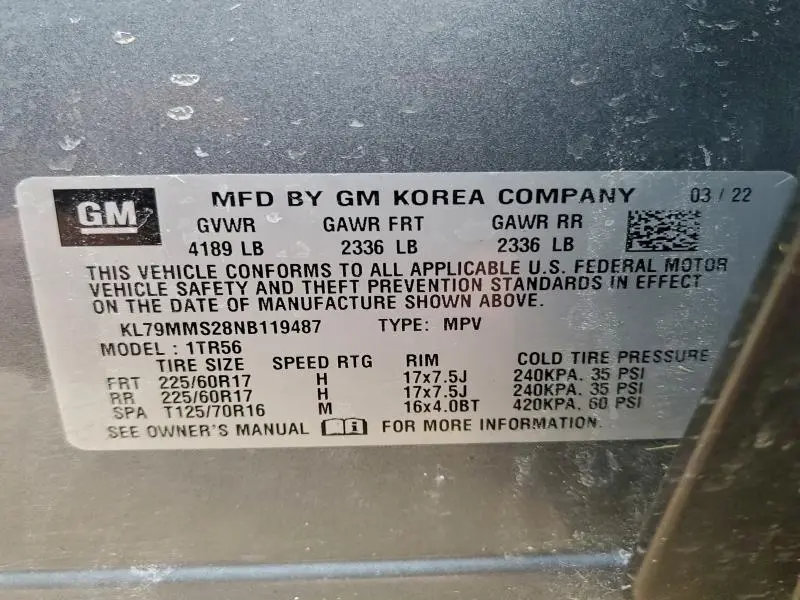 GM MFD BY GM KOREA COMPANY 03 / 22
GVWR GAWR FRT GAWR RR
4189 LB 2336 LB 2336 LB
THIS VEHICLE CONFORMS TO ALL APPLICABLE U.S. FEDERAL MOTOR
VEHICLE SAFETY AND THEFT PREVENTION STANDARDS IN EFFECT
ON THE DATE OF MANUFACTURE SHOWN ABOVE.
KL79MMS28NB119487 TYPE: MPV
MODEL: 1TR56
TIRE SIZE SPEED RTG RIM COLD TIRE PRESSURE
FRT 225/60R17 H 17x7.5J 240KPA. 35 PSI
RR 225/60R17 H 17x7.5J 240KPA. 35 PSI
SPA T125/70R16 M 16x4.0BT 420KPA. 60 PSI
SEE OWNER'S MANUAL i FOR MORE INFORMATION.